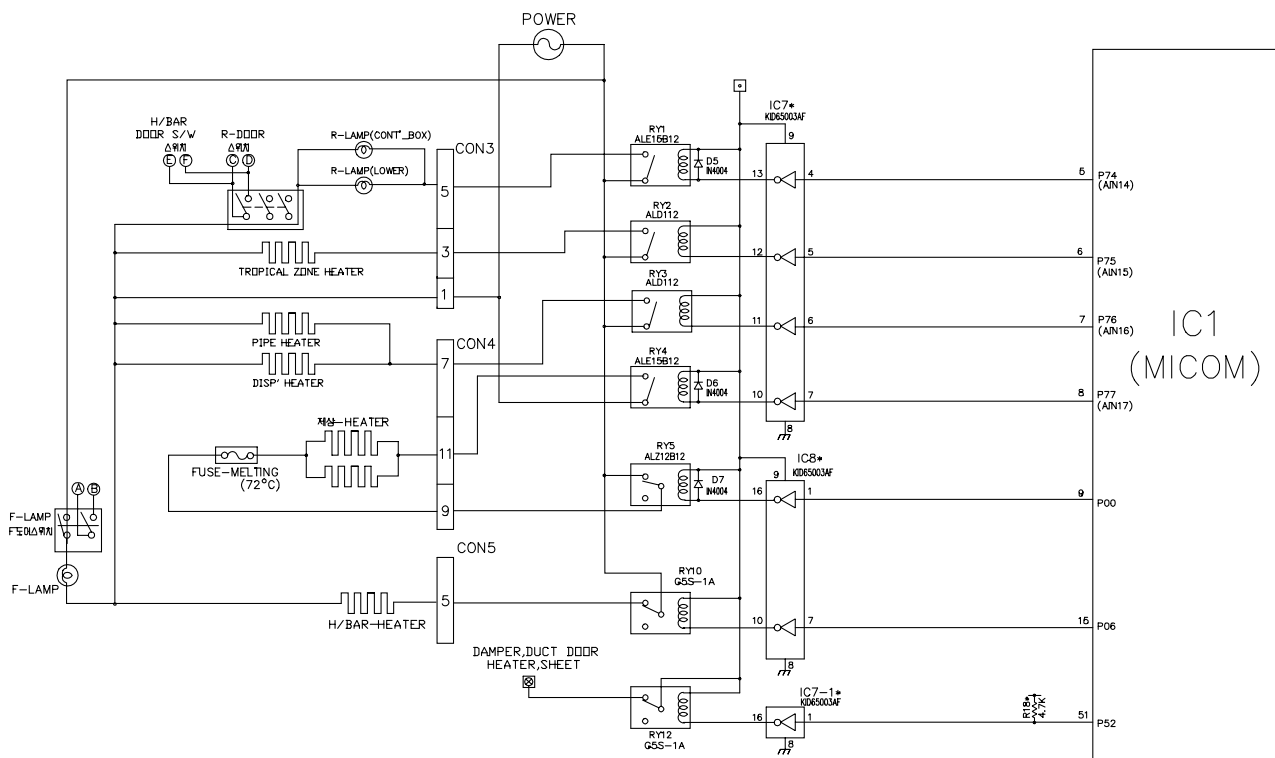 POWER
H/BAR
DOOR S/W
스위치
E F
R-DOOR
스위치
C D
R-LAMP(CONT'_BOX)
R-LAMP(LOWER)
CON3
5
3
1
TROPICAL ZONE HEATER
PIPE HEATER
DISP' HEATER
CON4
7
11
9
제상-HEATER
FUSE-MELTING
(72°C)
A B
F-LAMP
F도어스위치
F-LAMP
CON5
5
H/BAR-HEATER
DAMPER,DUCT DOOR
HEATER,SHEET
RY1
ALE15B12
D5
IN4004
RY2
ALD112
RY3
ALD112
RY4
ALE15B12
D6
IN4004
RY5
ALZ12B12
D7
IN4004
RY10
G5S-1A
RY12
G5S-1A
IC7*
KID65003AF
9
13 4
12 5
11 6
10 7
8
IC8*
KID65003AF
9
16 1
10 7
8
IC7-1*
KID65003AF
16 1
8
R18*
4.7K
5 P74
(AIN14)
6 P75
(AIN15)
7 P76
(AIN16)
8 P77
(AIN17)
9 P00
15 P06
51 P52
IC1
(MICOM)